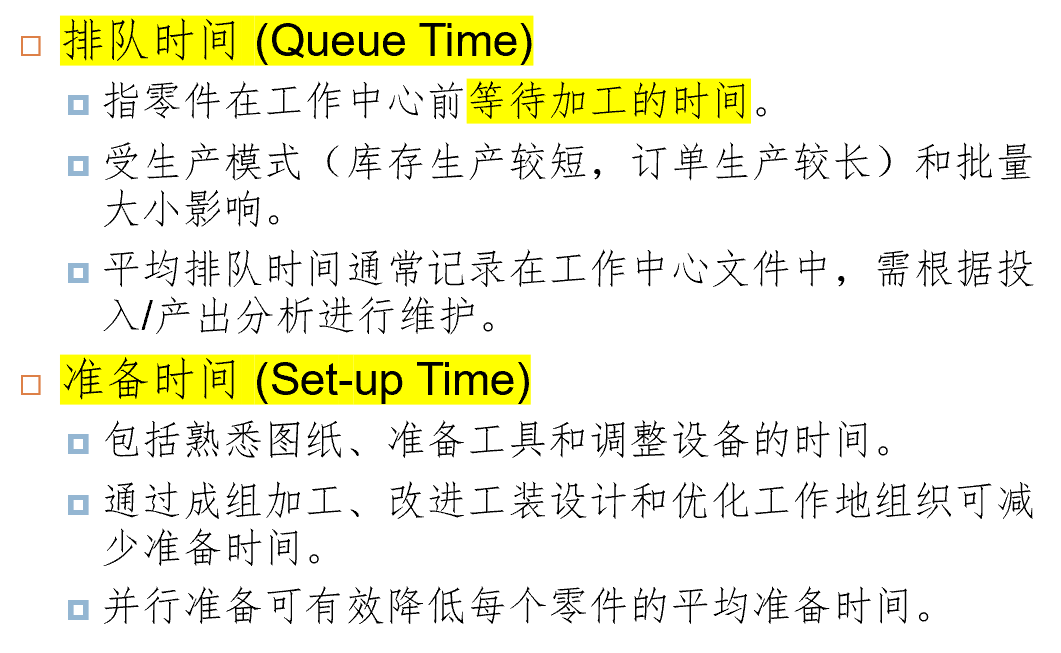 排队时间 (Queue Time)
指零件在工作中心前等待加工的时间。
受生产模式（库存生产较短，订单生产较长）和批量
大小影响。
平均排队时间通常记录在工作中心文件中，需根据投
入/产出分析进行维护。
准备时间 (Set-up Time)
包括熟悉图纸、准备工具和调整设备的时间。
通过成组加工、改进工装设计和优化工作地组织可减
少准备时间。
并行准备可有效降低每个零件的平均准备时间。